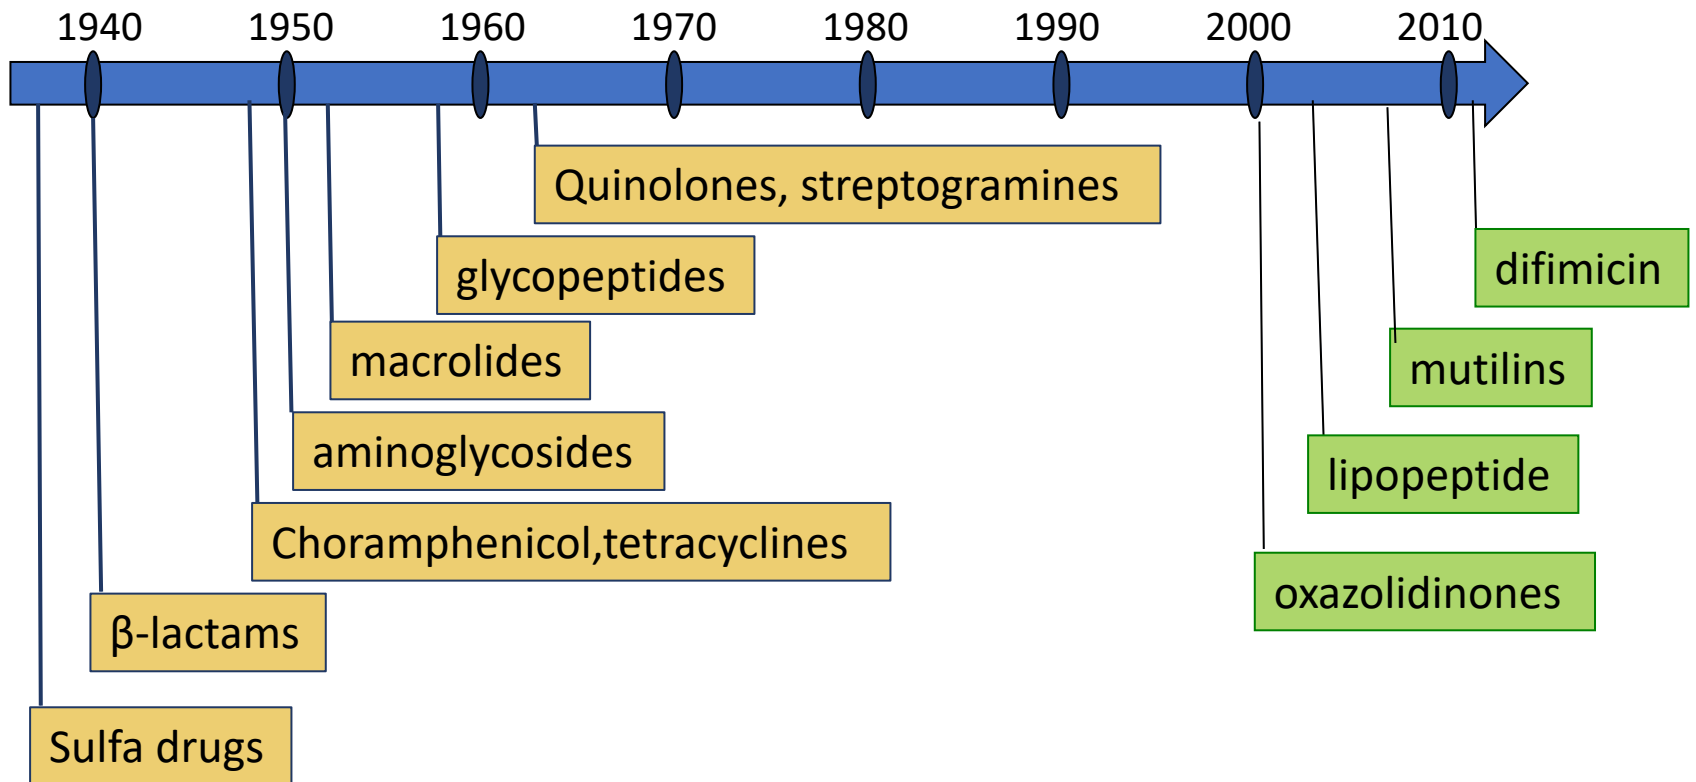 1940 1950 1960 1970 1980 1990 2000 2010
Quinolones, streptogramines
glycopeptides
difimicin
macrolides
mutilins
aminoglycosides
lipopeptide
Choramphenicol,tetracyclines
oxazolidinones
β-lactams
Sulfa drugs